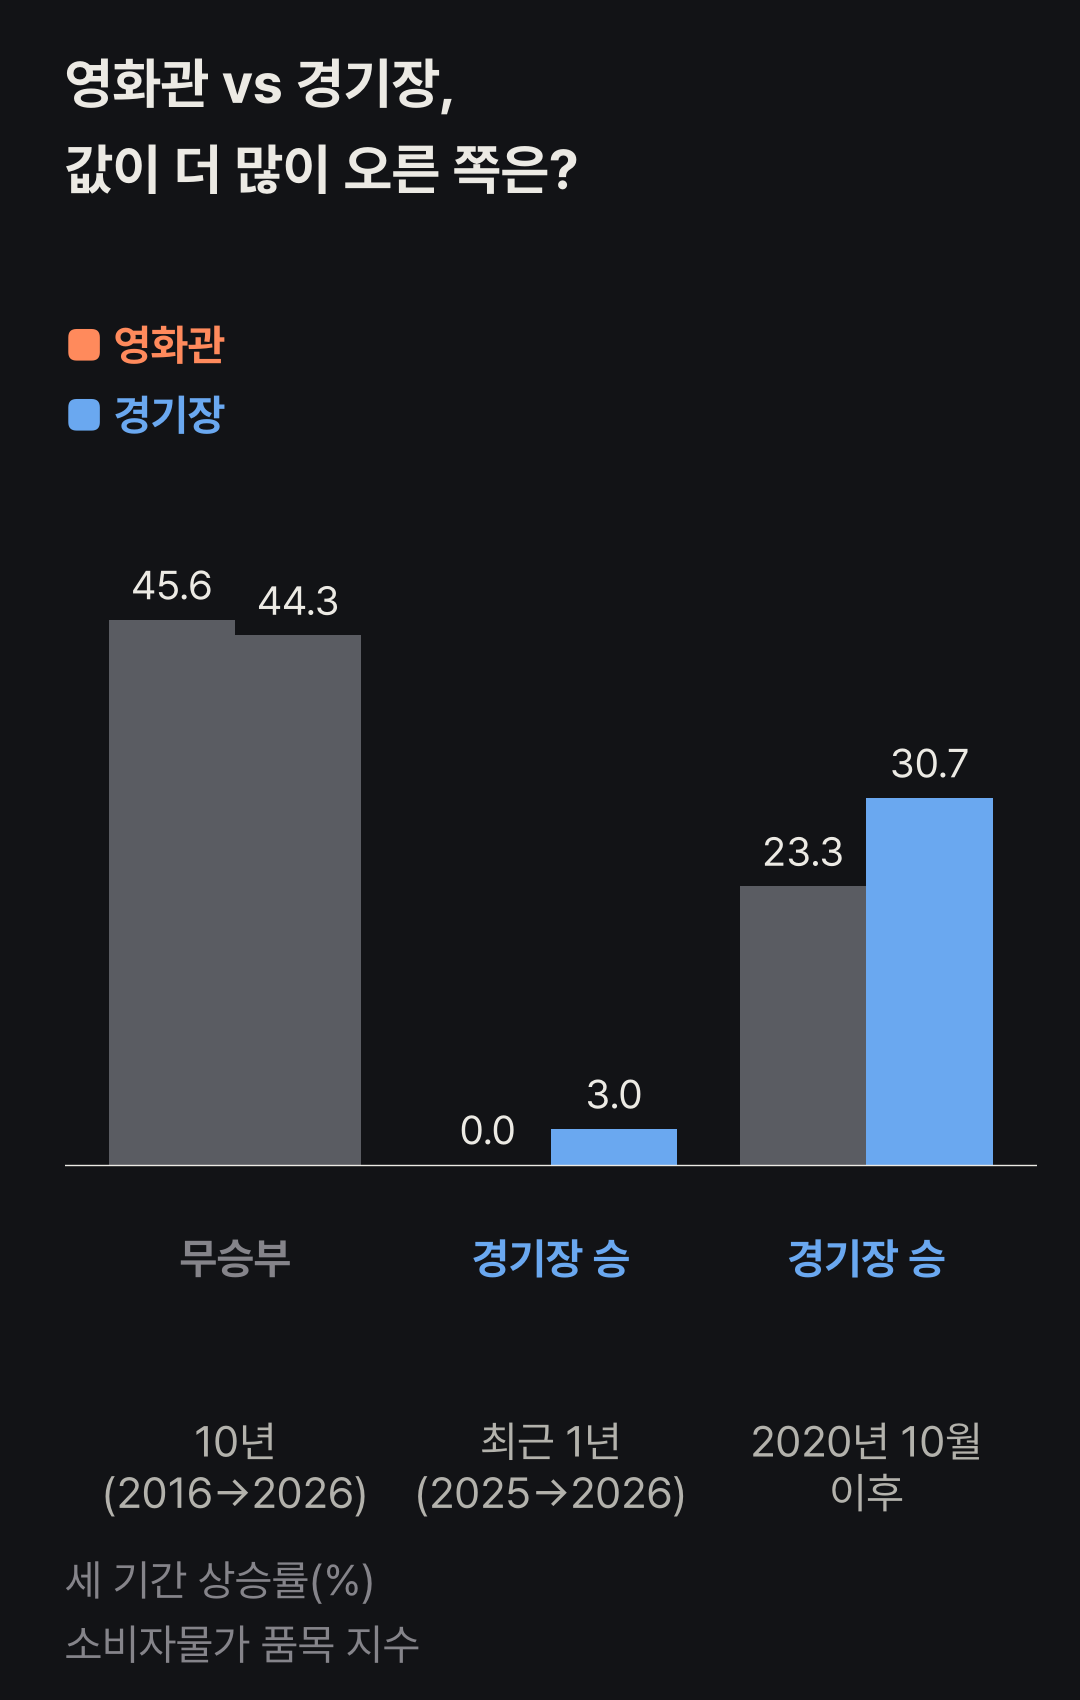 영화관 vs 경기장,
값이 더 많이 오른 쪽은?
영화관
경기장
45.6
44.3
0.0
3.0
23.3
30.7
무승부
경기장 승
경기장 승
10년
(2016→2026)
최근 1년
(2025→2026)
2020년 10월
이후
세 기간 상승률(%)
소비자물가 품목 지수